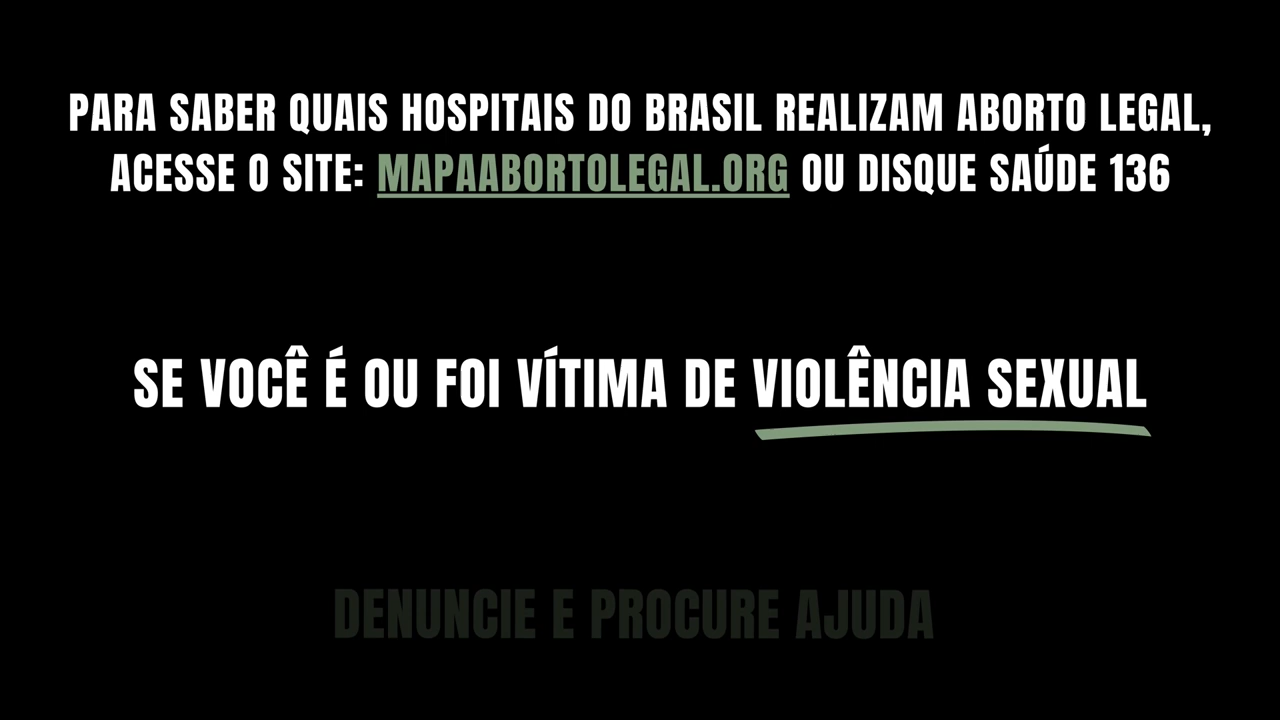 PARA SABER QUAIS HOSPITAIS DO BRASIL REALIZAM ABORTO LEGAL,
ACESSE O SITE: MAPAABORTOLEGAL.ORG OU DISQUE SAÚDE 136
SE VOCÊ É OU FOI VÍTIMA DE VIOLÊNCIA SEXUAL
DENUNCIE E PROCURE AJUDA